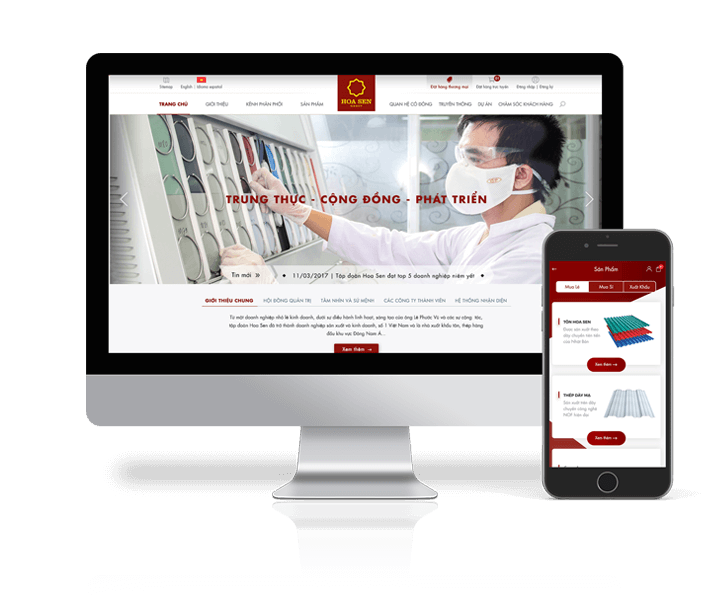 Sitemap
English / Idioma español
Đặt hàng thương mại
Đặt hàng trực tuyến
Đăng nhập | Đăng ký
TRANG CHỦ
GIỚI THIỆU
KÊNH PHÂN PHỐI
SẢN PHẨM
HOA SEN
GROUP
QUAN HỆ CỔ ĐÔNG
TRUYỀN THÔNG
DỰ ÁN
CHĂM SÓC KHÁCH HÀNG
TRUNG THỰC - CỘNG ĐỒNG - PHÁT TRIỂN
Tin mới »
11/03/2017 | Tập đoàn Hoa Sen đạt top 5 doanh nghiệp niêm yết
GIỚI THIỆU CHUNG
HỘI ĐỒNG QUẢN TRỊ
TẦM NHÌN VÀ SỨ MỆNH
CÁC CÔNG TY THÀNH VIÊN
HỆ THỐNG NHẬN DIỆN
Từ một doanh nghiệp nhỏ lẻ kinh doanh, dưới sự điều hành linh hoạt, sáng tạo của ông Lê Phước Vũ và các sự cộng tác,
tập đoàn Hoa Sen đã trở thành doanh nghiệp sản xuất và kinh doanh, số 1 Việt Nam và là nhà xuất khẩu tôn, thép hàng
đầu khu vực Đông Nam Á...
Xem thêm →
Sản Phẩm
Mua Lẻ
Mua Sỉ
Xuất Khẩu
TÔN HOA SEN
Được sản xuất theo
dây chuyền tiên tiến
của Nhật Bản
Xem thêm →
THÉP DÀY MẠ
Sản xuất trên dây
chuyền công nghệ
NOF hiện đại
Xem thêm →